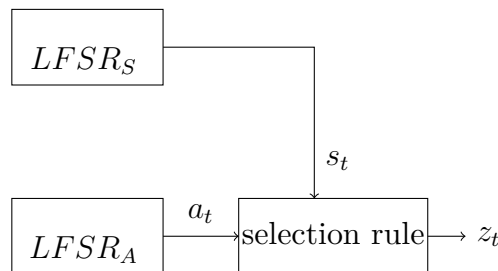 LFSR_S
s_t
a_t
LFSR_A
selection rule
z_t